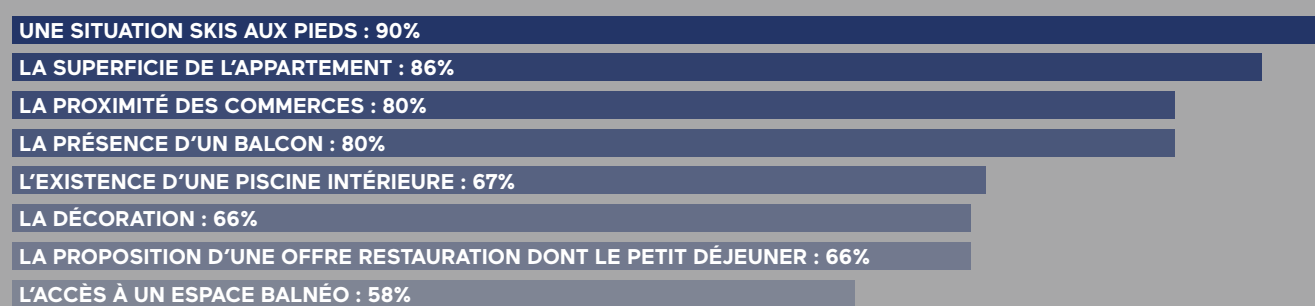 UNE SITUATION SKIS AUX PIEDS : 90%
LA SUPERFICIE DE L’APPARTEMENT : 86%
LA PROXIMITÉ DES COMMERCES : 80%
LA PRÉSENCE D’UN BALCON : 80%
L’EXISTENCE D’UNE PISCINE INTÉRIEURE : 67%
LA DÉCORATION : 66%
LA PROPOSITION D’UNE OFFRE RESTAURATION DONT LE PETIT DÉJEUNER : 66%
L’ACCÈS À UN ESPACE BALNÉO : 58%